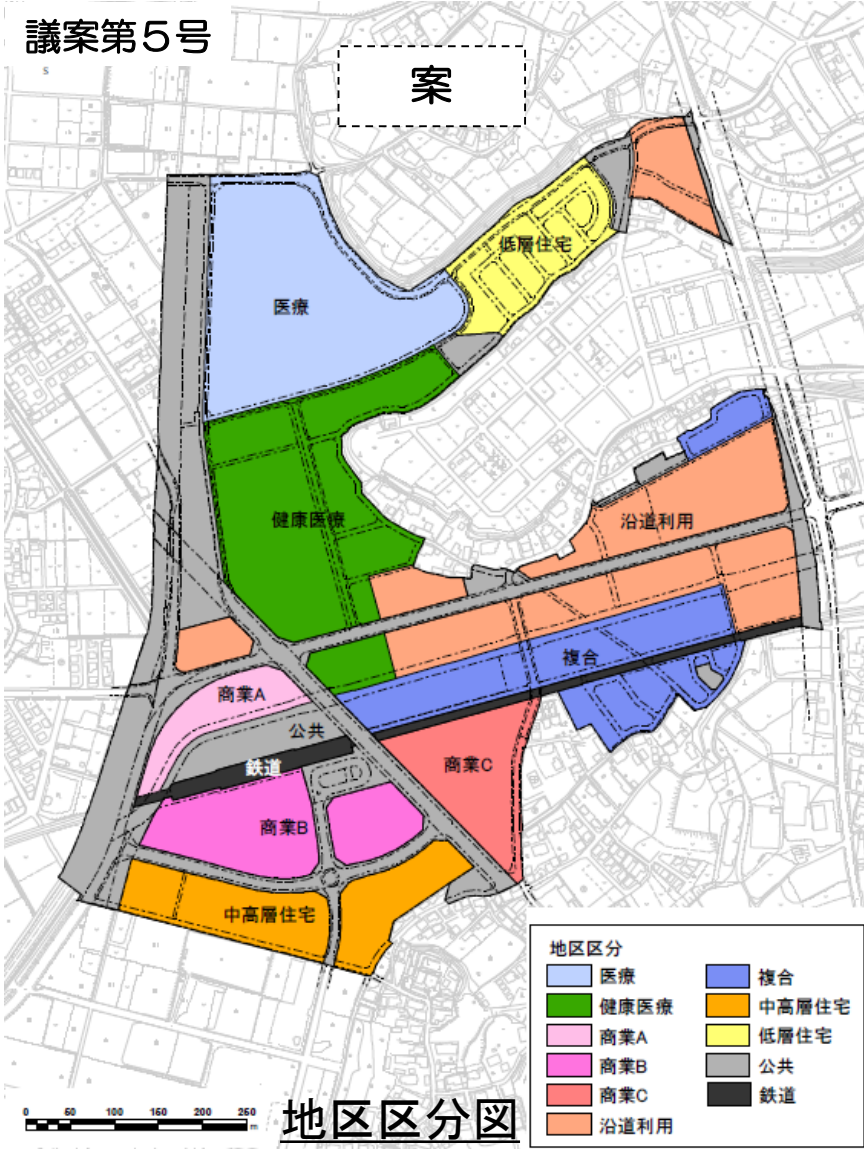 議案第5号
案
低層住宅
医療
健康医療
沿道利用
複合
商業A
公共
鉄道
商業C
商業B
中高層住宅
地区区分
医療
健康医療
商業A
商業B
商業C
沿道利用
複合
中高層住宅
低層住宅
公共
鉄道
0 50 100 150 200 250
m
地区区分図